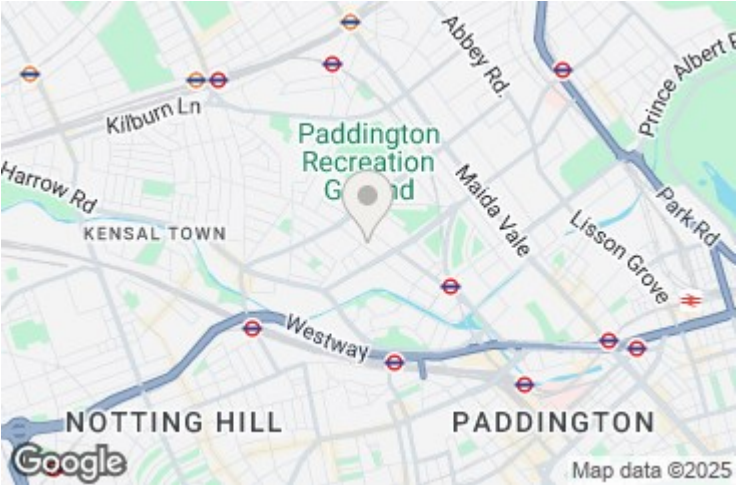 Abbey Rd.
Prince Albert
Kilburn Ln
Paddington
Recreation
Ground
Harrow Rd
Maida Vale
Park Rd
KENSAL TOWN
Lisson Grove
Westway
NOTTING HILL
PADDINGTON
Google
Map data ©2025